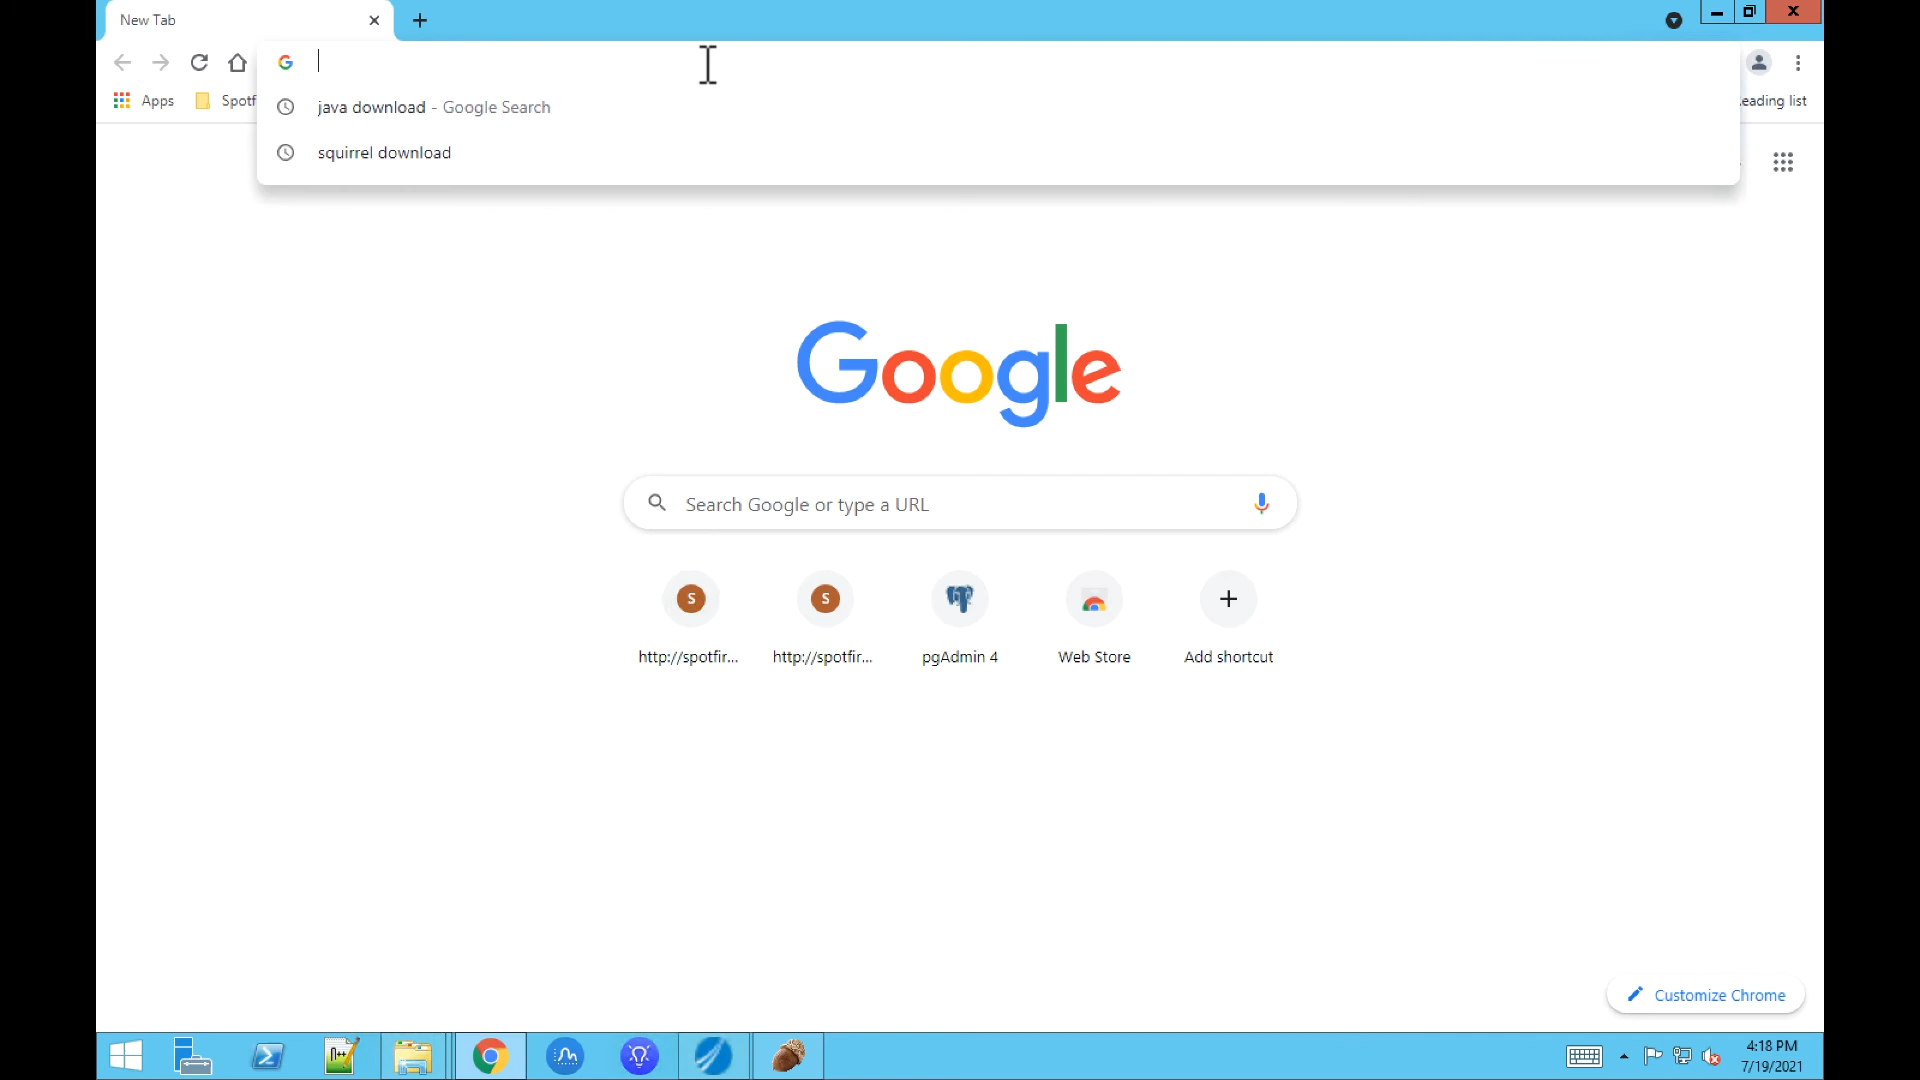 New Tab
java download - Google Search
squirrel download
Apps
Spotf
eading list
Google
Search Google or type a URL
S
S
http://spotfir...
http://spotfir...
pgAdmin 4
Web Store
Add shortcut
Customize Chrome
4:18 PM
7/19/2021